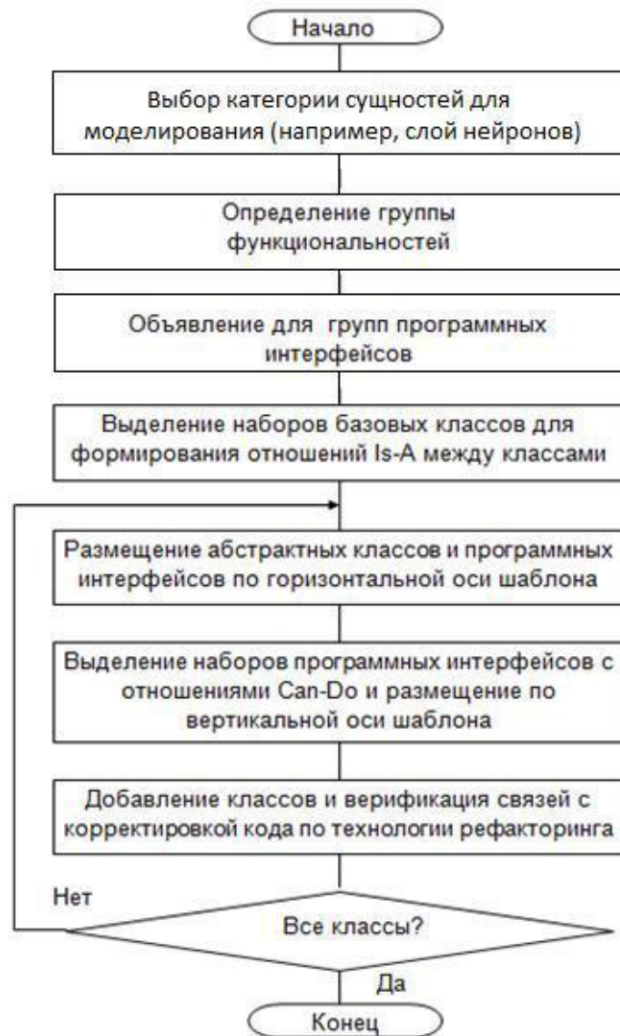 Начало
Выбор категории сущностей для
моделирования (например, слой нейронов)
Определение группы
функциональностей
Объявление для групп программных
интерфейсов
Выделение наборов базовых классов для
формирования отношений Is-A между классами
Размещение абстрактных классов и программных
интерфейсов по горизонтальной оси шаблона
Выделение наборов программных интерфейсов с
отношениями Can-Do и размещение по
вертикальной оси шаблона
Добавление классов и верификация связей с
корректировкой кода по технологии рефакторинга
Нет
Все классы?
Да
Конец